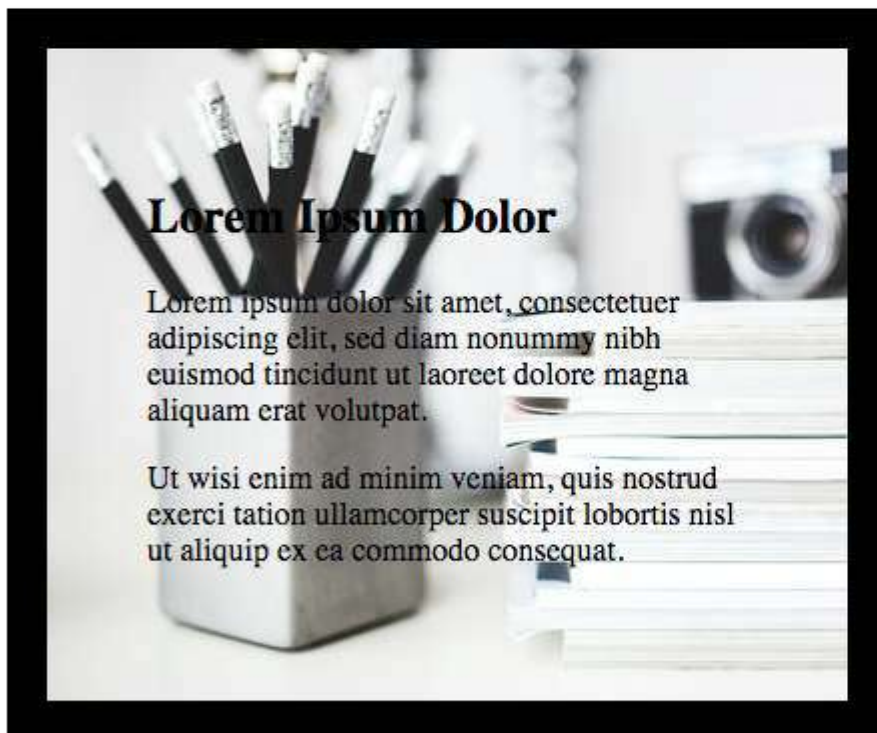 Lorem Ipsum Dolor
Lorem ipsum dolor sit amet, consectetuer
adipiscing elit, sed diam nonummy nibh
euismod tincidunt ut laoreet dolore magna
aliquam erat volutpat.
Ut wisi enim ad minim veniam, quis nostrud
exerci tation ullamcorper suscipit lobortis nisl
ut aliquip ex ea commodo consequat.